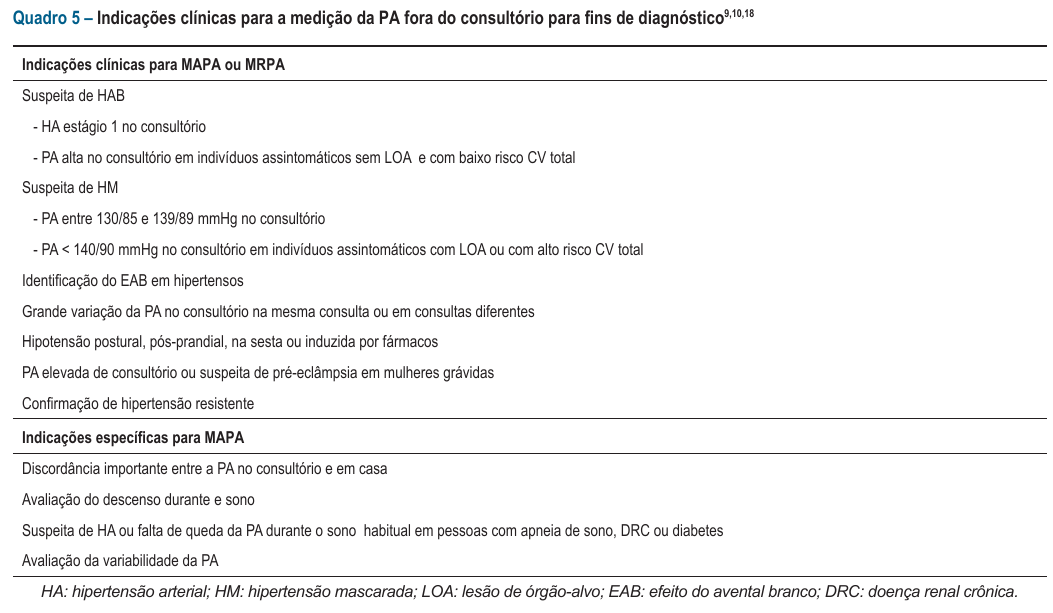 Quadro 5 – Indicações clínicas para a medição da PA fora do consultório para fins de diagnóstico9,10,18
Indicações clínicas para MAPA ou MRPA
Suspeita de HAB
- HA estágio 1 no consultório
- PA alta no consultório em indivíduos assintomáticos sem LOA e com baixo risco CV total
Suspeita de HM
- PA entre 130/85 e 139/89 mmHg no consultório
- PA < 140/90 mmHg no consultório em indivíduos assintomáticos com LOA ou com alto risco CV total
Identificação do EAB em hipertensos
Grande variação da PA no consultório na mesma consulta ou em consultas diferentes
Hipotensão postural, pós-prandial, na sesta ou induzida por fármacos
PA elevada de consultório ou suspeita de pré-eclâmpsia em mulheres grávidas
Confirmação de hipertensão resistente
Indicações específicas para MAPA
Discordância importante entre a PA no consultório e em casa
Avaliação do descenso durante e sono
Suspeita de HA ou falta de queda da PA durante o sono habitual em pessoas com apneia de sono, DRC ou diabetes
Avaliação da variabilidade da PA
HA: hipertensão arterial; HM: hipertensão mascarada; LOA: lesão de órgão-alvo; EAB: efeito do avental branco; DRC: doença renal crônica.